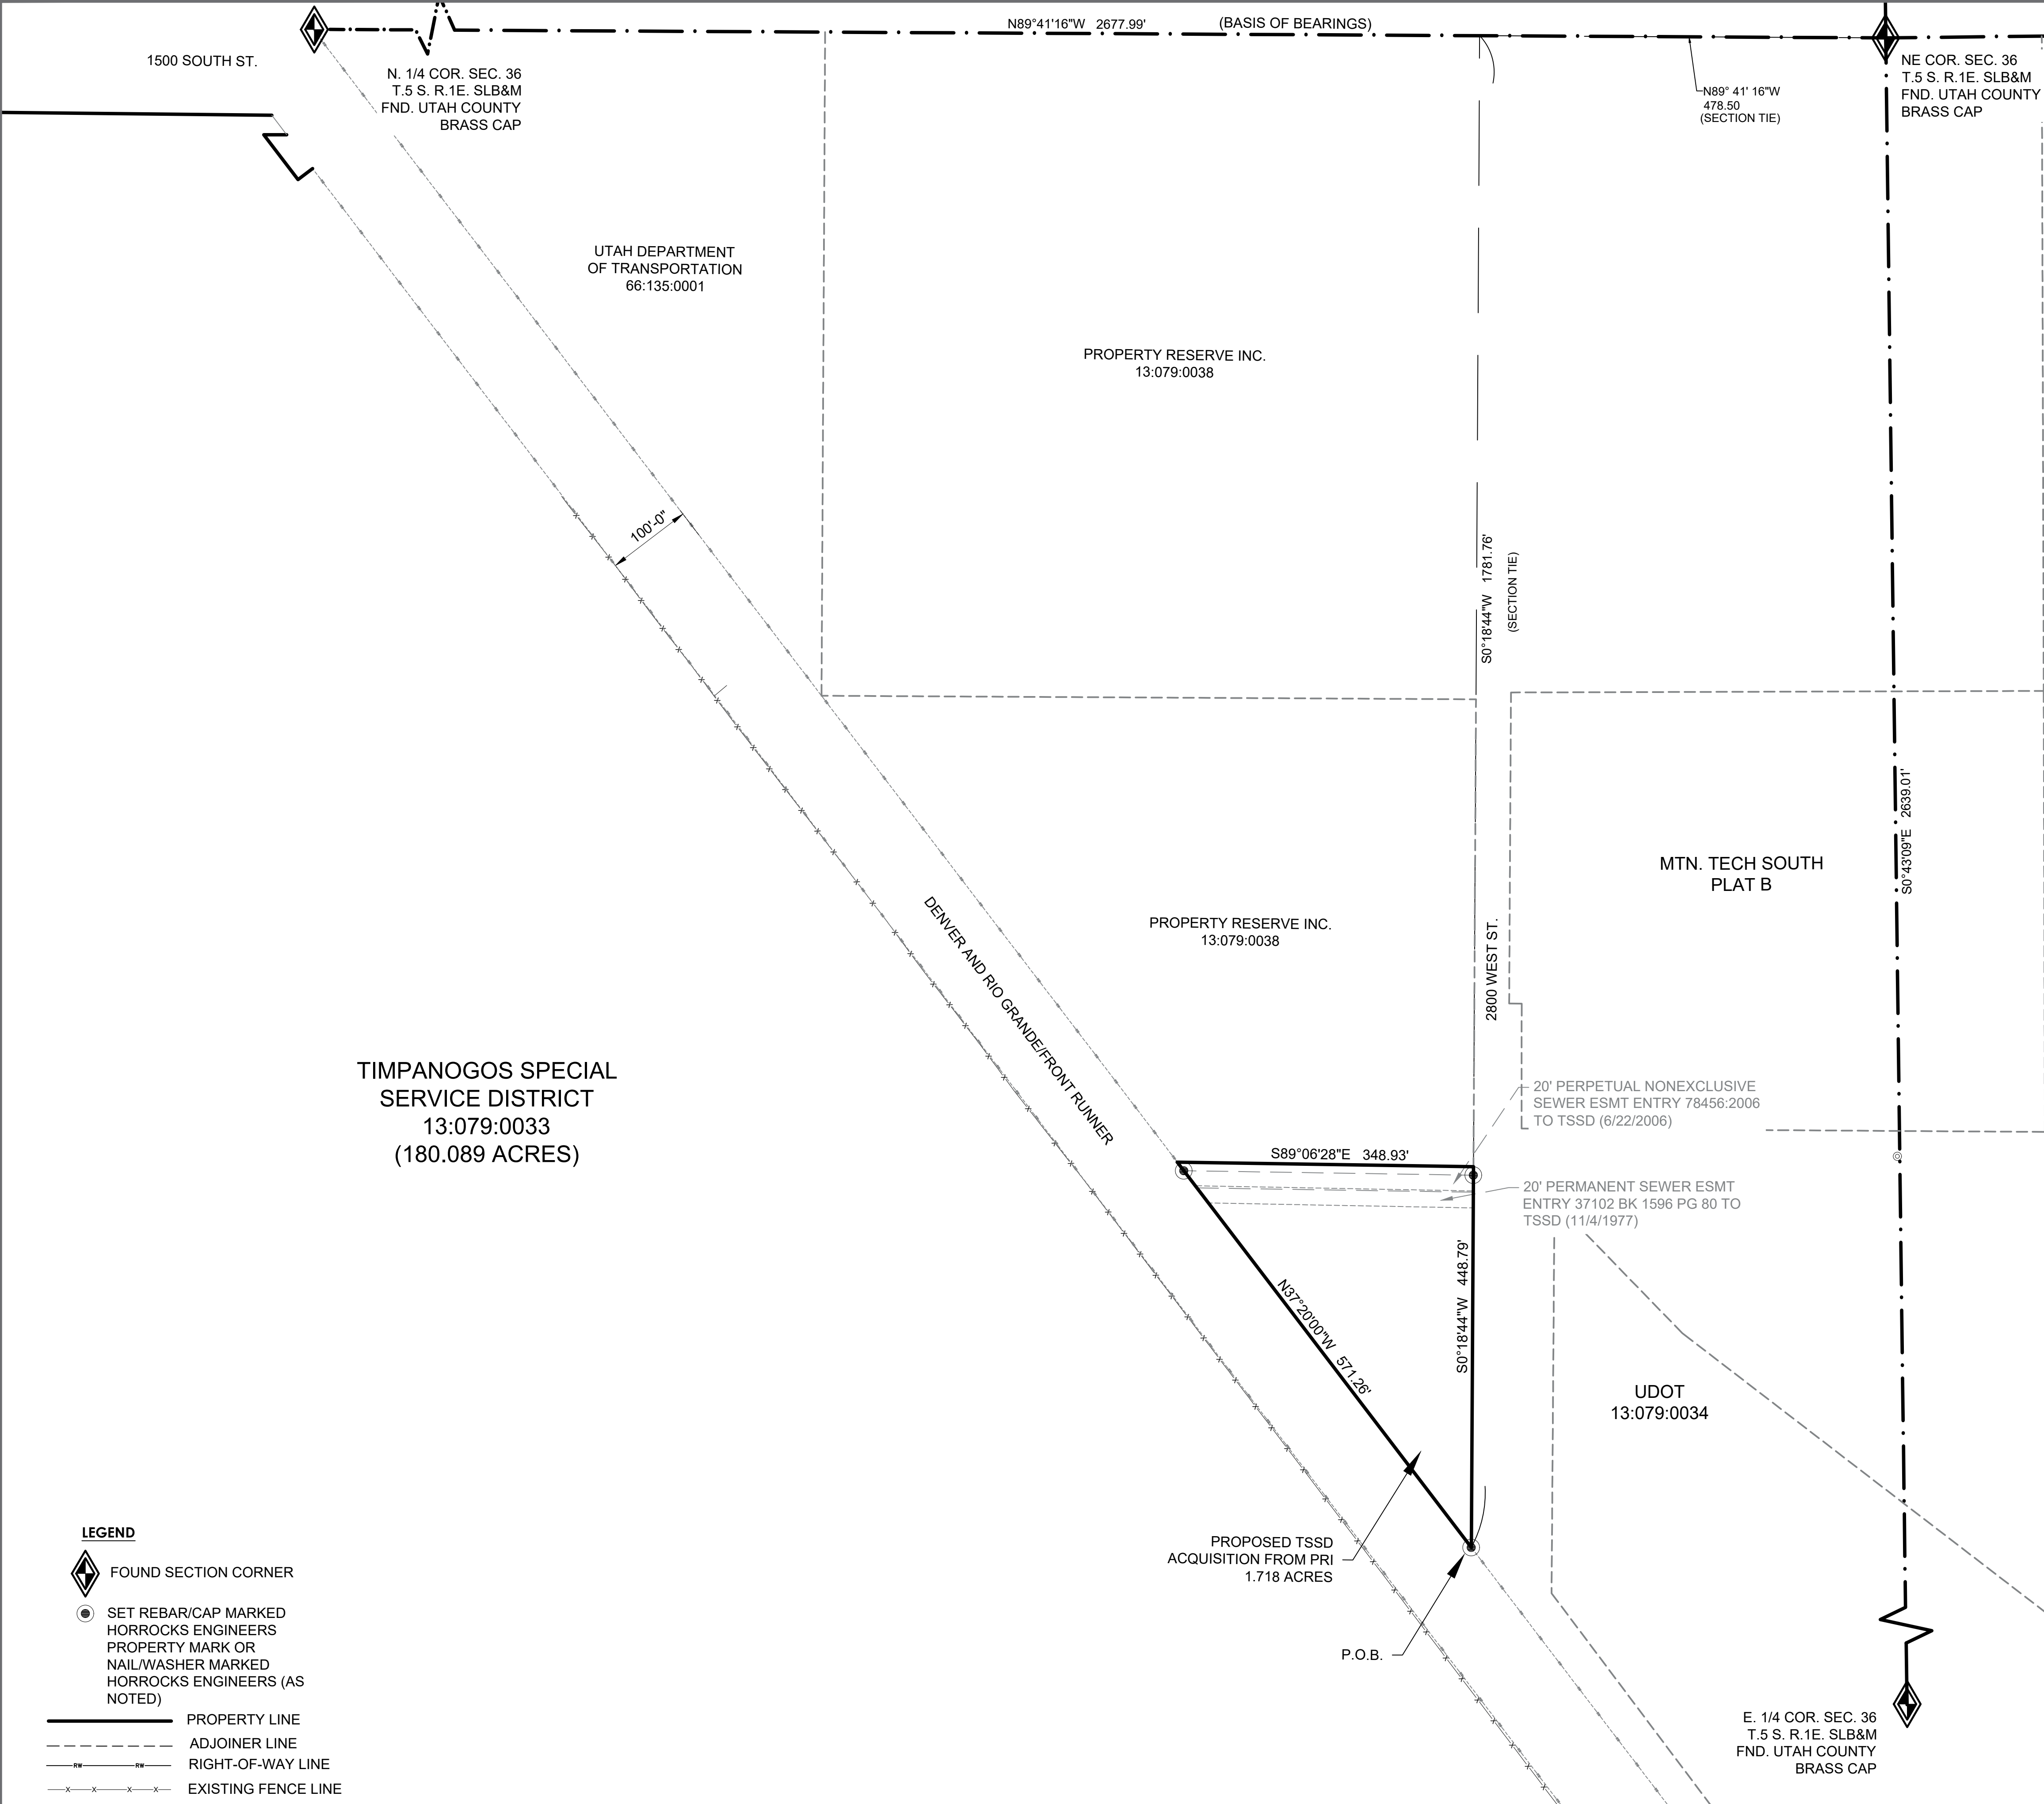 N89°41'16"W 2677.99' (BASIS OF BEARINGS)
1500 SOUTH ST.
N. 1/4 COR. SEC. 36
T.5 S. R.1E. SLB&M
FND. UTAH COUNTY
BRASS CAP
NE COR. SEC. 36
T.5 S. R.1E. SLB&M
FND. UTAH COUNTY
BRASS CAP
N89° 41' 16"W
478.50
(SECTION TIE)
UTAH DEPARTMENT
OF TRANSPORTATION
66:135:0001
PROPERTY RESERVE INC.
13:079:0038
100'-0"
S0°18'44"W 1781.76'
(SECTION TIE)
S0°43'09"E 2639.01'
MTN. TECH SOUTH
PLAT B
PROPERTY RESERVE INC.
13:079:0038
2800 WEST ST.
DENVER AND RIO GRANDE/FRONT RUNNER
TIMPANOGOS SPECIAL
SERVICE DISTRICT
13:079:0033
(180.089 ACRES)
20' PERPETUAL NONEXCLUSIVE
SEWER ESMT ENTRY 78456:2006
TO TSSD (6/22/2006)
S89°06'28"E 348.93'
20' PERMANENT SEWER ESMT
ENTRY 37102 BK 1596 PG 80 TO
TSSD (11/4/1977)
S0°18'44"W 448.79'
N37°20'00"W 571.26'
UDOT
13:079:0034
PROPOSED TSSD
ACQUISITION FROM PRI
1.718 ACRES
P.O.B.
E. 1/4 COR. SEC. 36
T.5 S. R.1E. SLB&M
FND. UTAH COUNTY
BRASS CAP
LEGEND
FOUND SECTION CORNER
SET REBAR/CAP MARKED
HORROCKS ENGINEERS
PROPERTY MARK OR
NAIL/WASHER MARKED
HORROCKS ENGINEERS (AS
NOTED)
PROPERTY LINE
ADJOINER LINE
RW RW RIGHT-OF-WAY LINE
X X X X EXISTING FENCE LINE